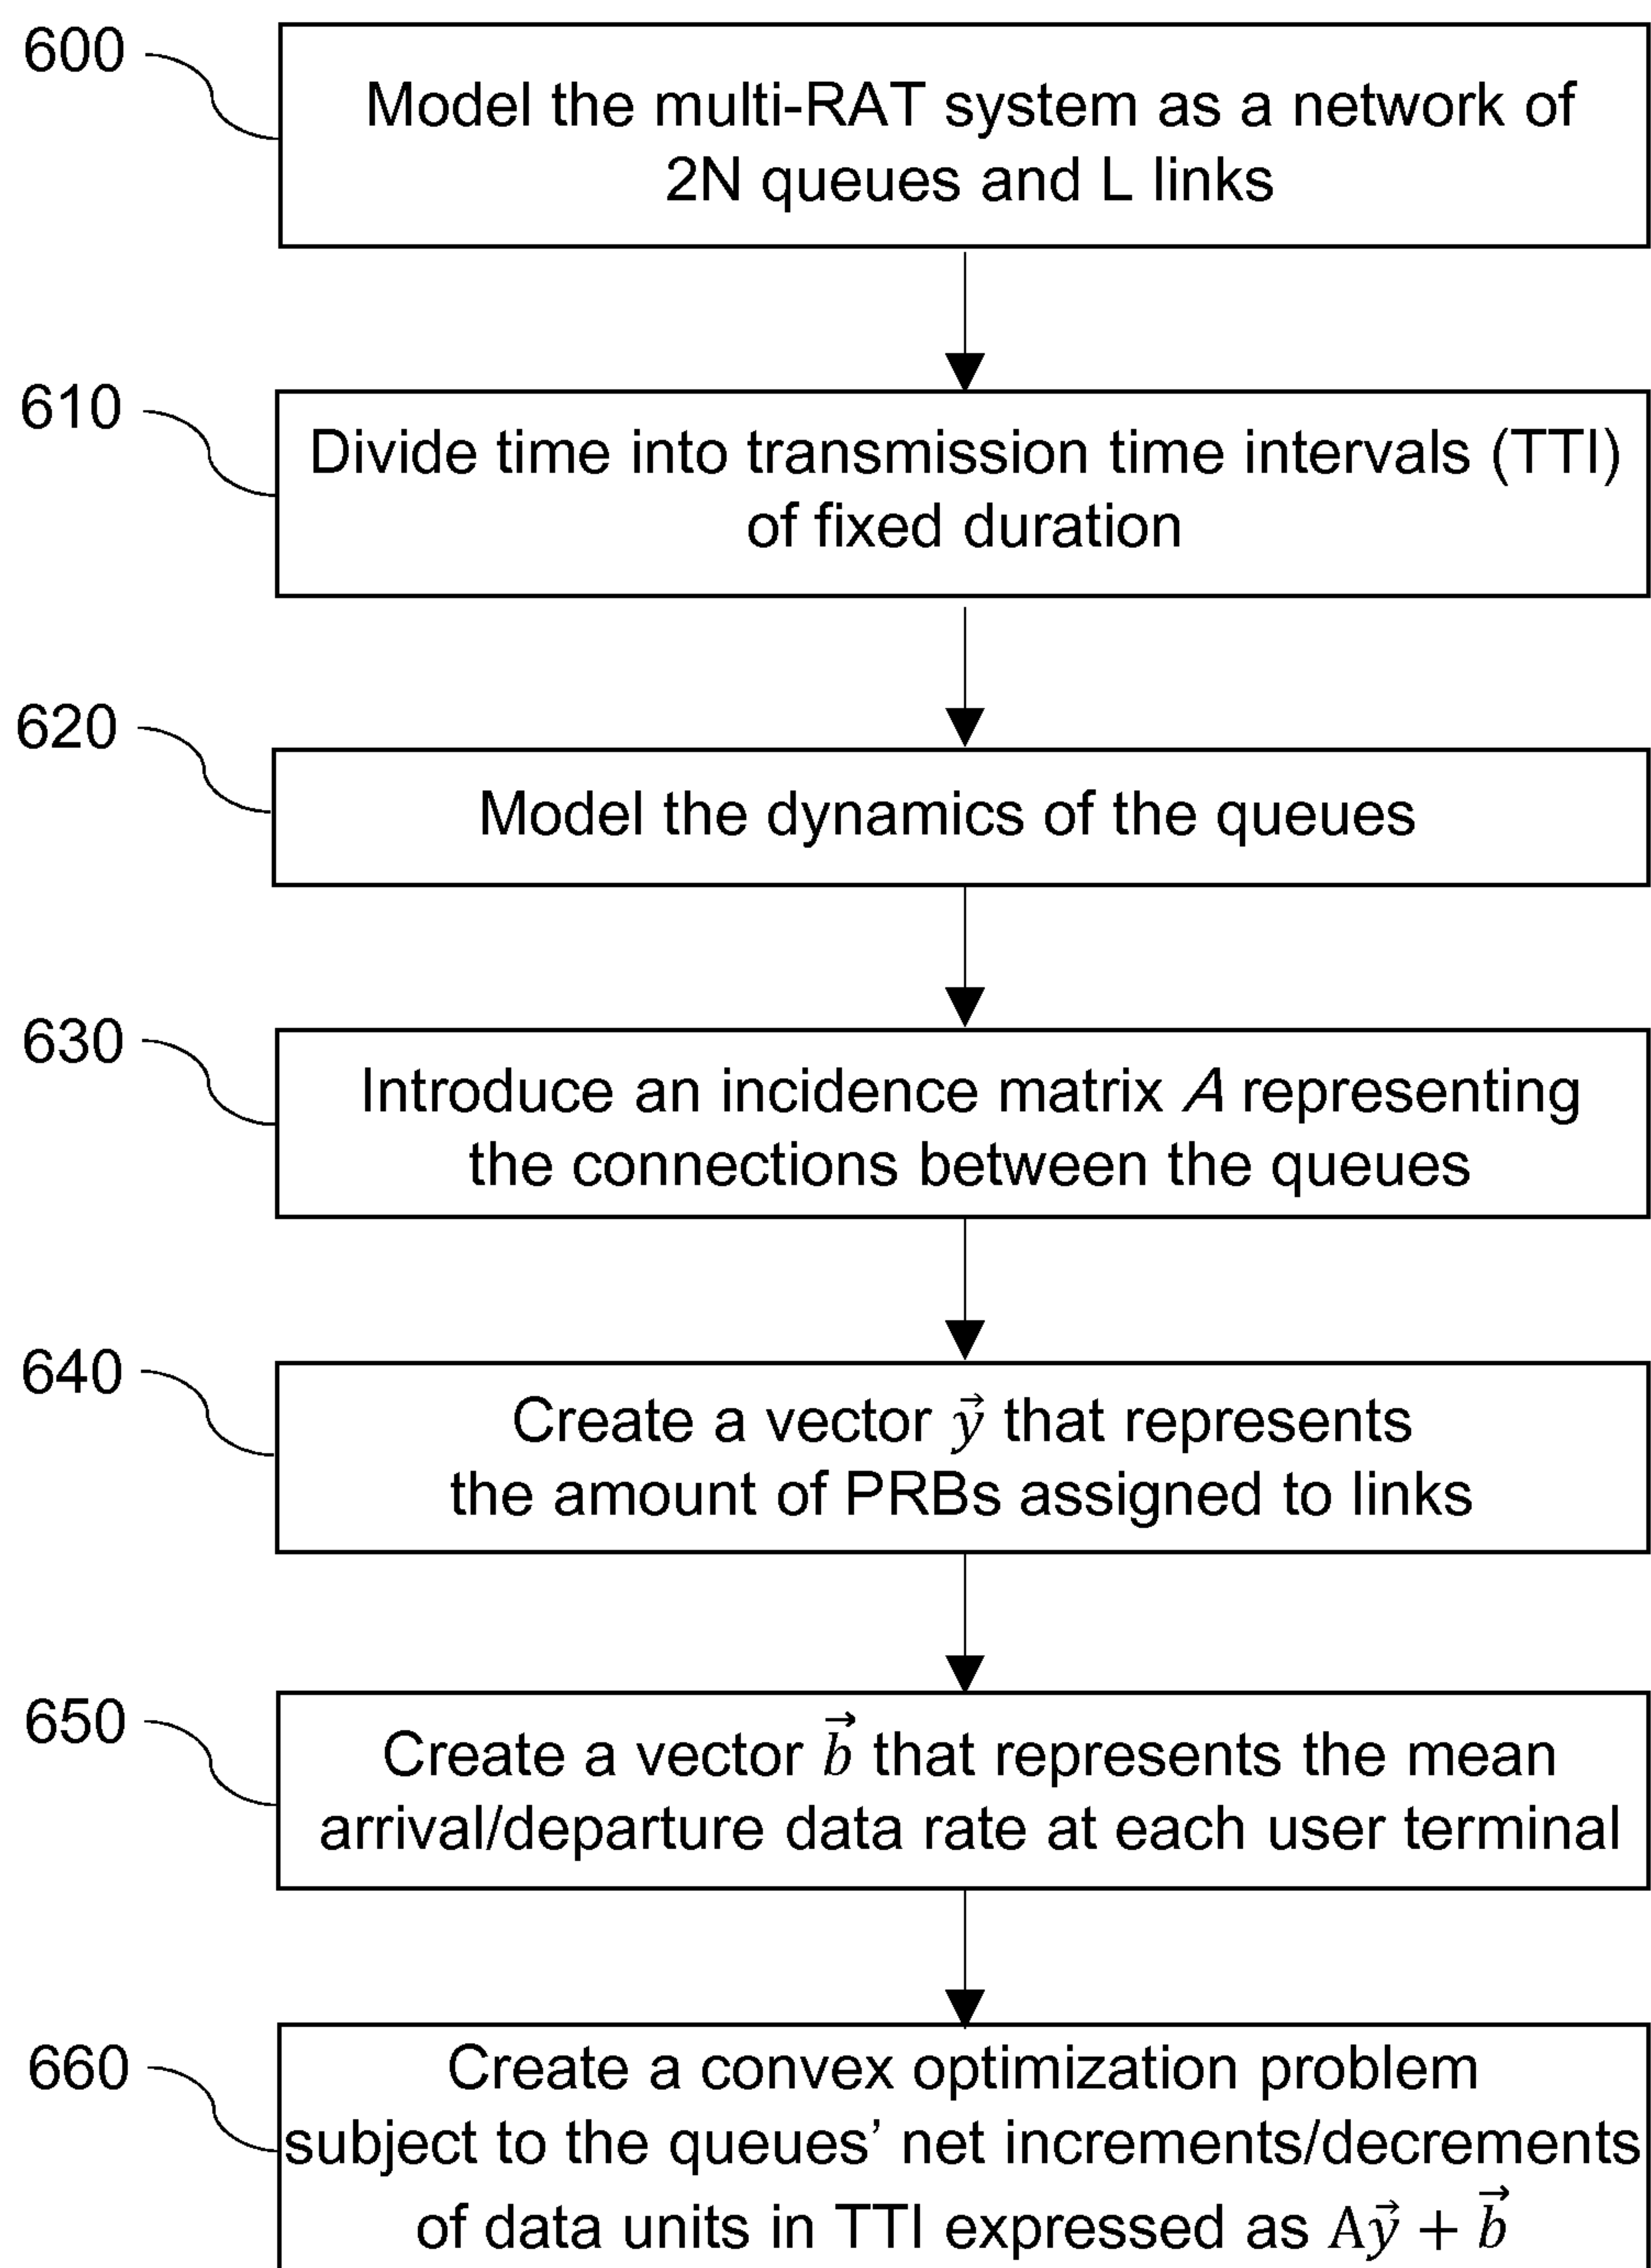 600
Model the multi-RAT system as a network of
2N queues and L links
610
Divide time into transmission time intervals (TTI)
of fixed duration
620
Model the dynamics of the queues
630
Introduce an incidence matrix A representing
the connections between the queues
640
Create a vector y⃗ that represents
the amount of PRBs assigned to links
650
Create a vector b⃗ that represents the mean
arrival/departure data rate at each user terminal
660
Create a convex optimization problem
subject to the queues’ net increments/decrements
of data units in TTI expressed as Ay⃗ + b⃗